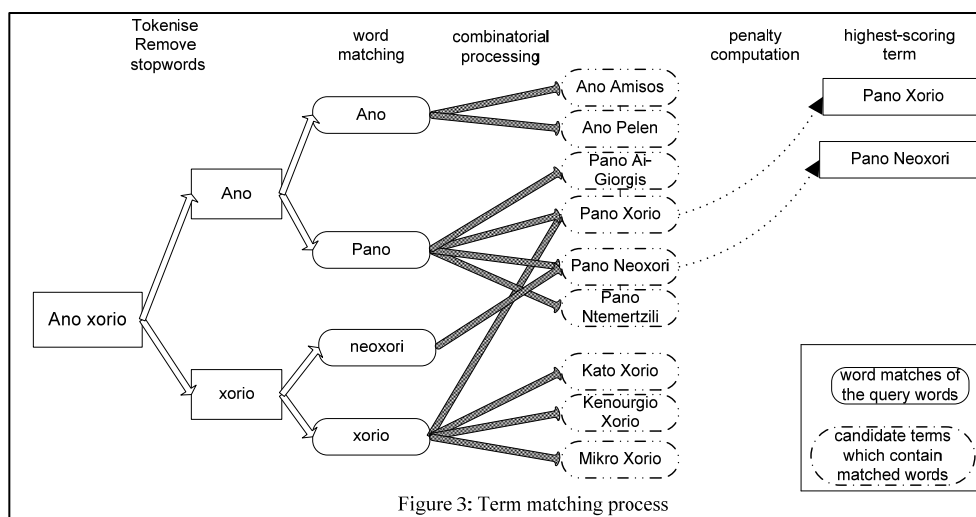 Tokenise
Remove
stopwords
word
matching
combinatorial
processing
penalty
computation
highest-scoring
term
Ano xorio
Ano
xorio
Ano
Pano
neoxori
xorio
Ano Amisos
Ano Pelen
Pano Ai-
Giorgis
Pano Xorio
Pano Neoxori
Pano
Ntemertzili
Kato Xorio
Kenourgio
Xorio
Mikro Xorio
Pano Xorio
Pano Neoxori
word matches of
the query words
candidate terms
which contain
matched words
Figure 3: Term matching process